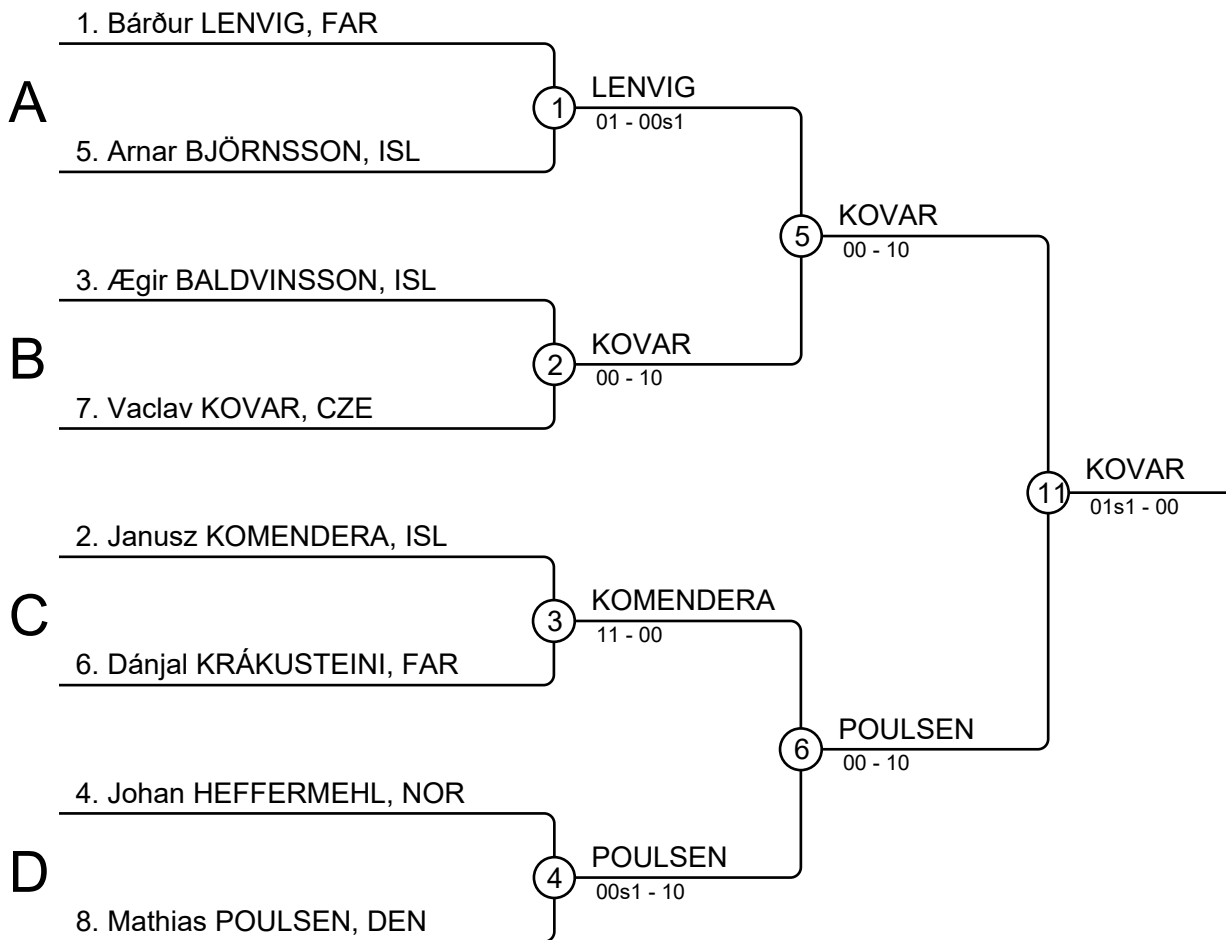 1. Bárður LENVIG, FAR
A
1
LENVIG
01 - 00s1
5. Arnar BJÖRNSSON, ISL
5
KOVAR
00 - 10
3. Ægir BALDVINSSON, ISL
B
2
KOVAR
00 - 10
7. Vaclav KOVAR, CZE
11
KOVAR
01s1 - 00
2. Janusz KOMENDERA, ISL
C
3
KOMENDERA
11 - 00
6. Dánjal KRÁKUSTEINI, FAR
6
POULSEN
00 - 10
4. Johan HEFFERMEHL, NOR
D
4
POULSEN
00s1 - 10
8. Mathias POULSEN, DEN